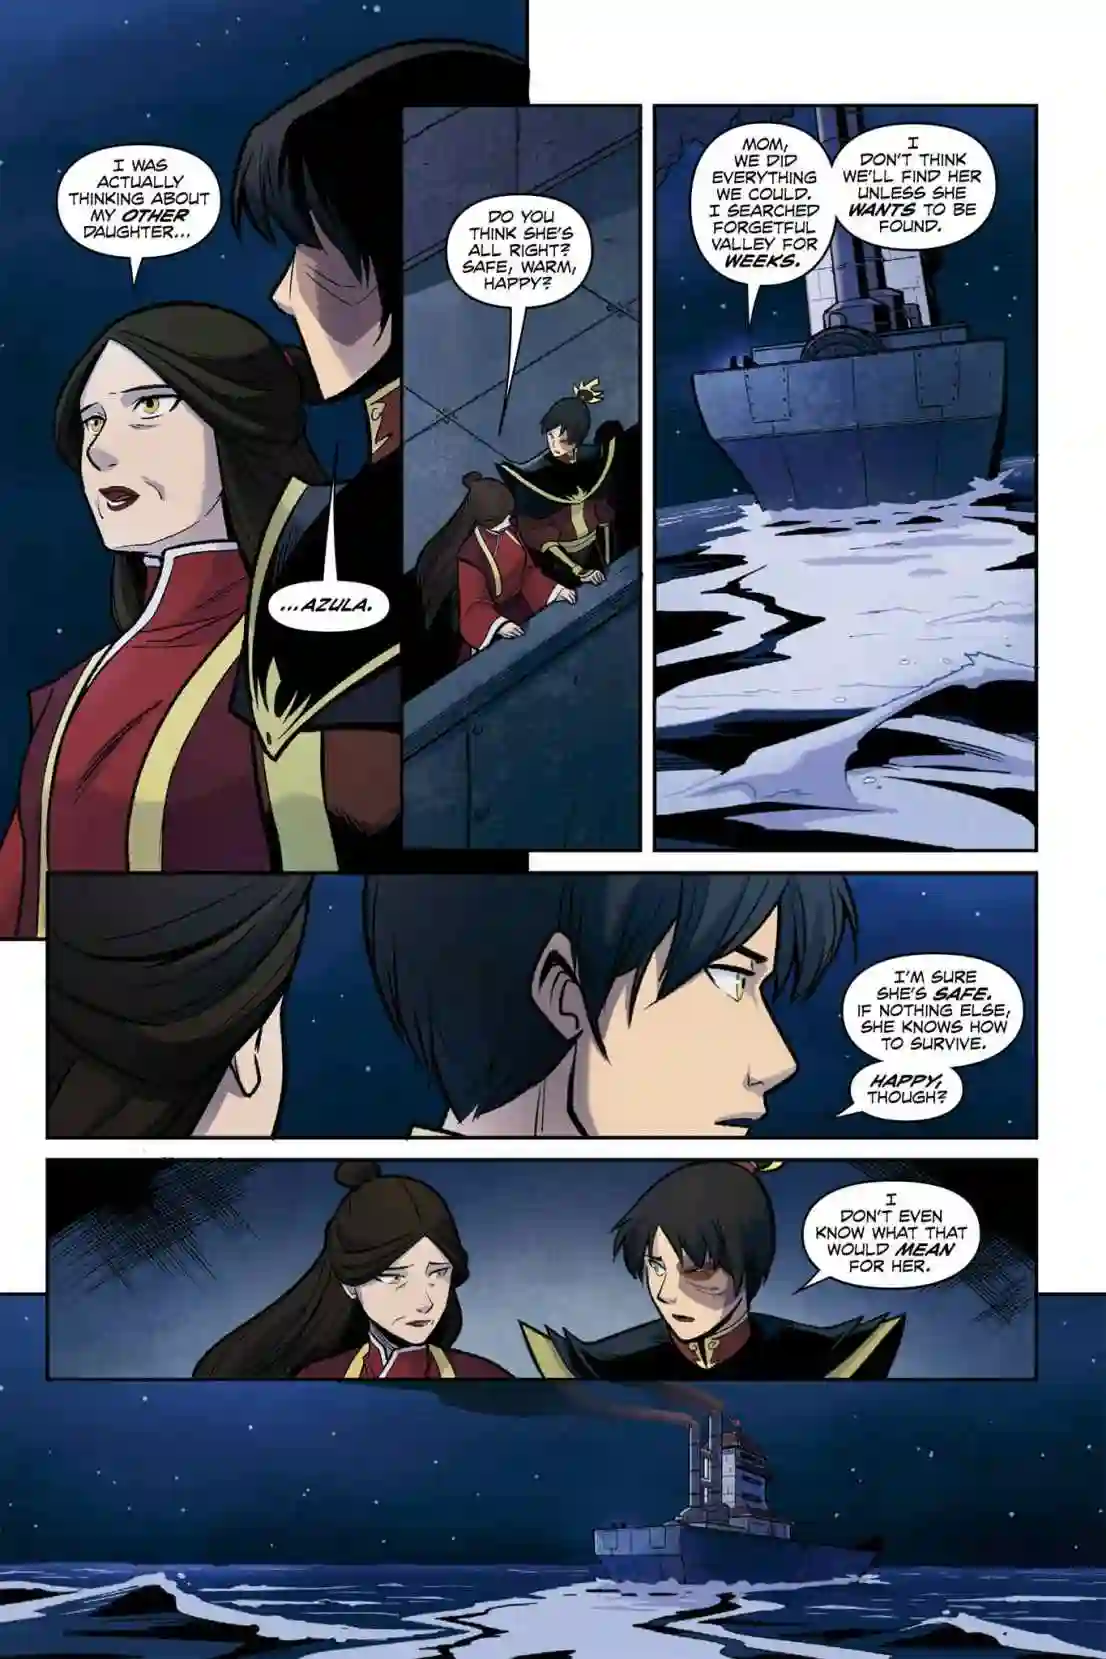 I WAS
ACTUALLY
THINKING ABOUT
MY OTHER
DAUGHTER...
...AZULA.
DO YOU
THINK SHE'S
ALL RIGHT?
SAFE, WARM,
HAPPY?
MOM,
WE DID
EVERYTHING
WE COULD.
I SEARCHED
FORGETFUL
VALLEY FOR
WEEKS.
I
DON'T THINK
WE'LL FIND HER
UNLESS SHE
WANTS TO BE
FOUND.
I'M SURE
SHE'S SAFE.
IF NOTHING ELSE,
SHE KNOWS HOW
TO SURVIVE.
HAPPY,
THOUGH?
I
DON'T EVEN
KNOW WHAT THAT
WOULD MEAN
FOR HER.